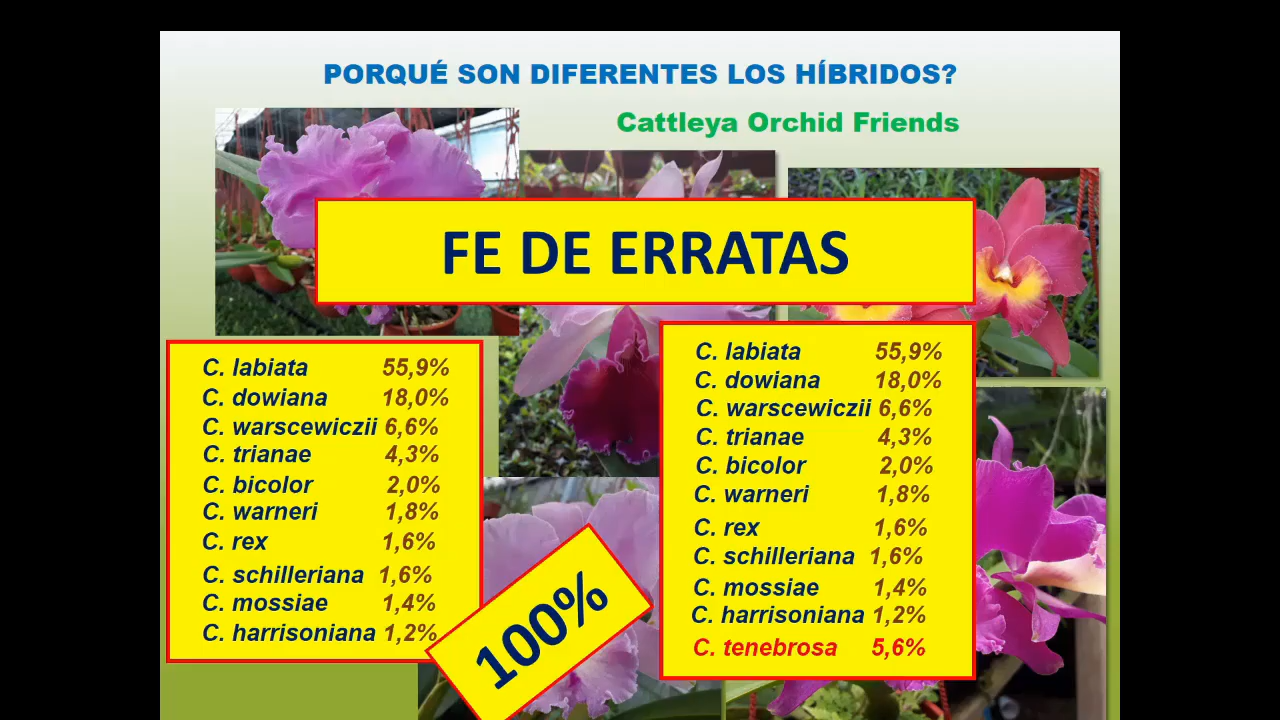 PORQUÉ SON DIFERENTES LOS HÍBRIDOS?
Cattleya Orchid Friends
FE DE ERRATAS
C. labiata 55,9%
C. dowiana 18,0%
C. warscewiczii 6,6%
C. trianae 4,3%
C. bicolor 2,0%
C. warneri 1,8%
C. rex 1,6%
C. schilleriana 1,6%
C. mossiae 1,4%
C. harrisoniana 1,2%
100%
C. labiata 55,9%
C. dowiana 18,0%
C. warscewiczii 6,6%
C. trianae 4,3%
C. bicolor 2,0%
C. warneri 1,8%
C. rex 1,6%
C. schilleriana 1,6%
C. mossiae 1,4%
C. harrisoniana 1,2%
C. tenebrosa 5,6%